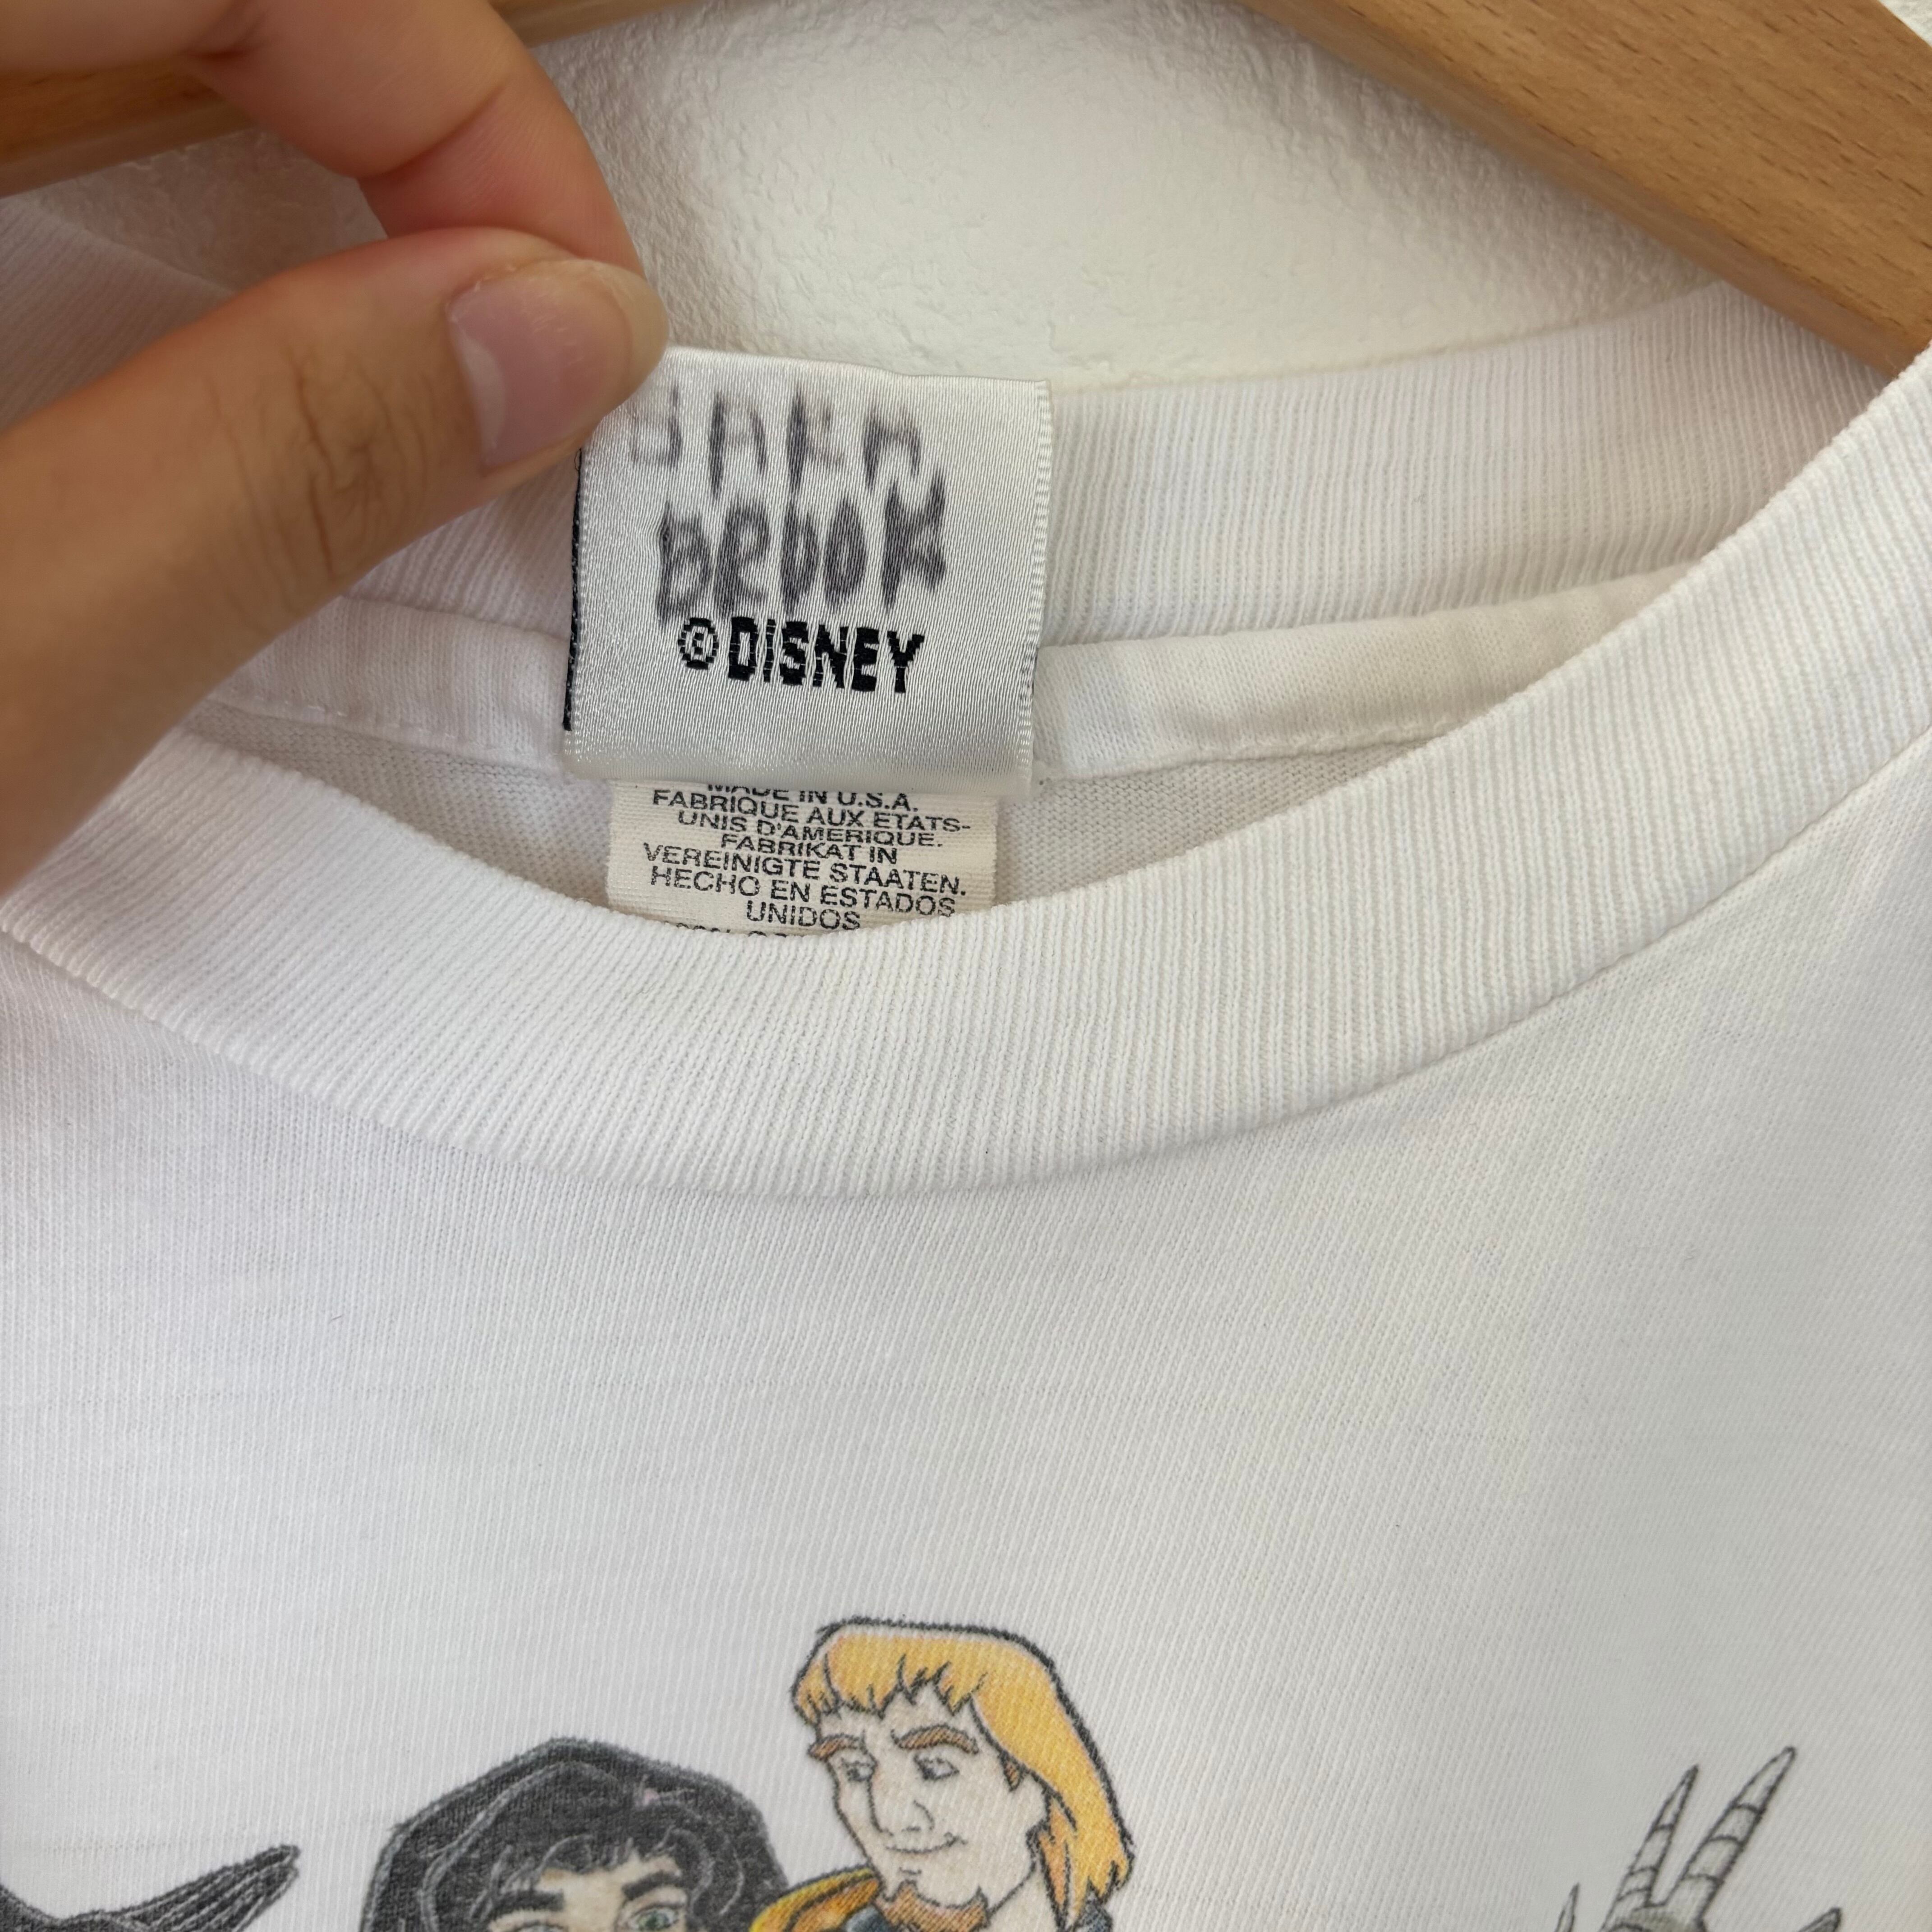 ©DISNEY
MADE IN U.S.A.
FABRIQUE AUX ETATS-
UNIS D'AMERIQUE.
FABRIKAT IN
VEREINIGTE STAATEN.
HECHO EN ESTADOS
UNIDOS